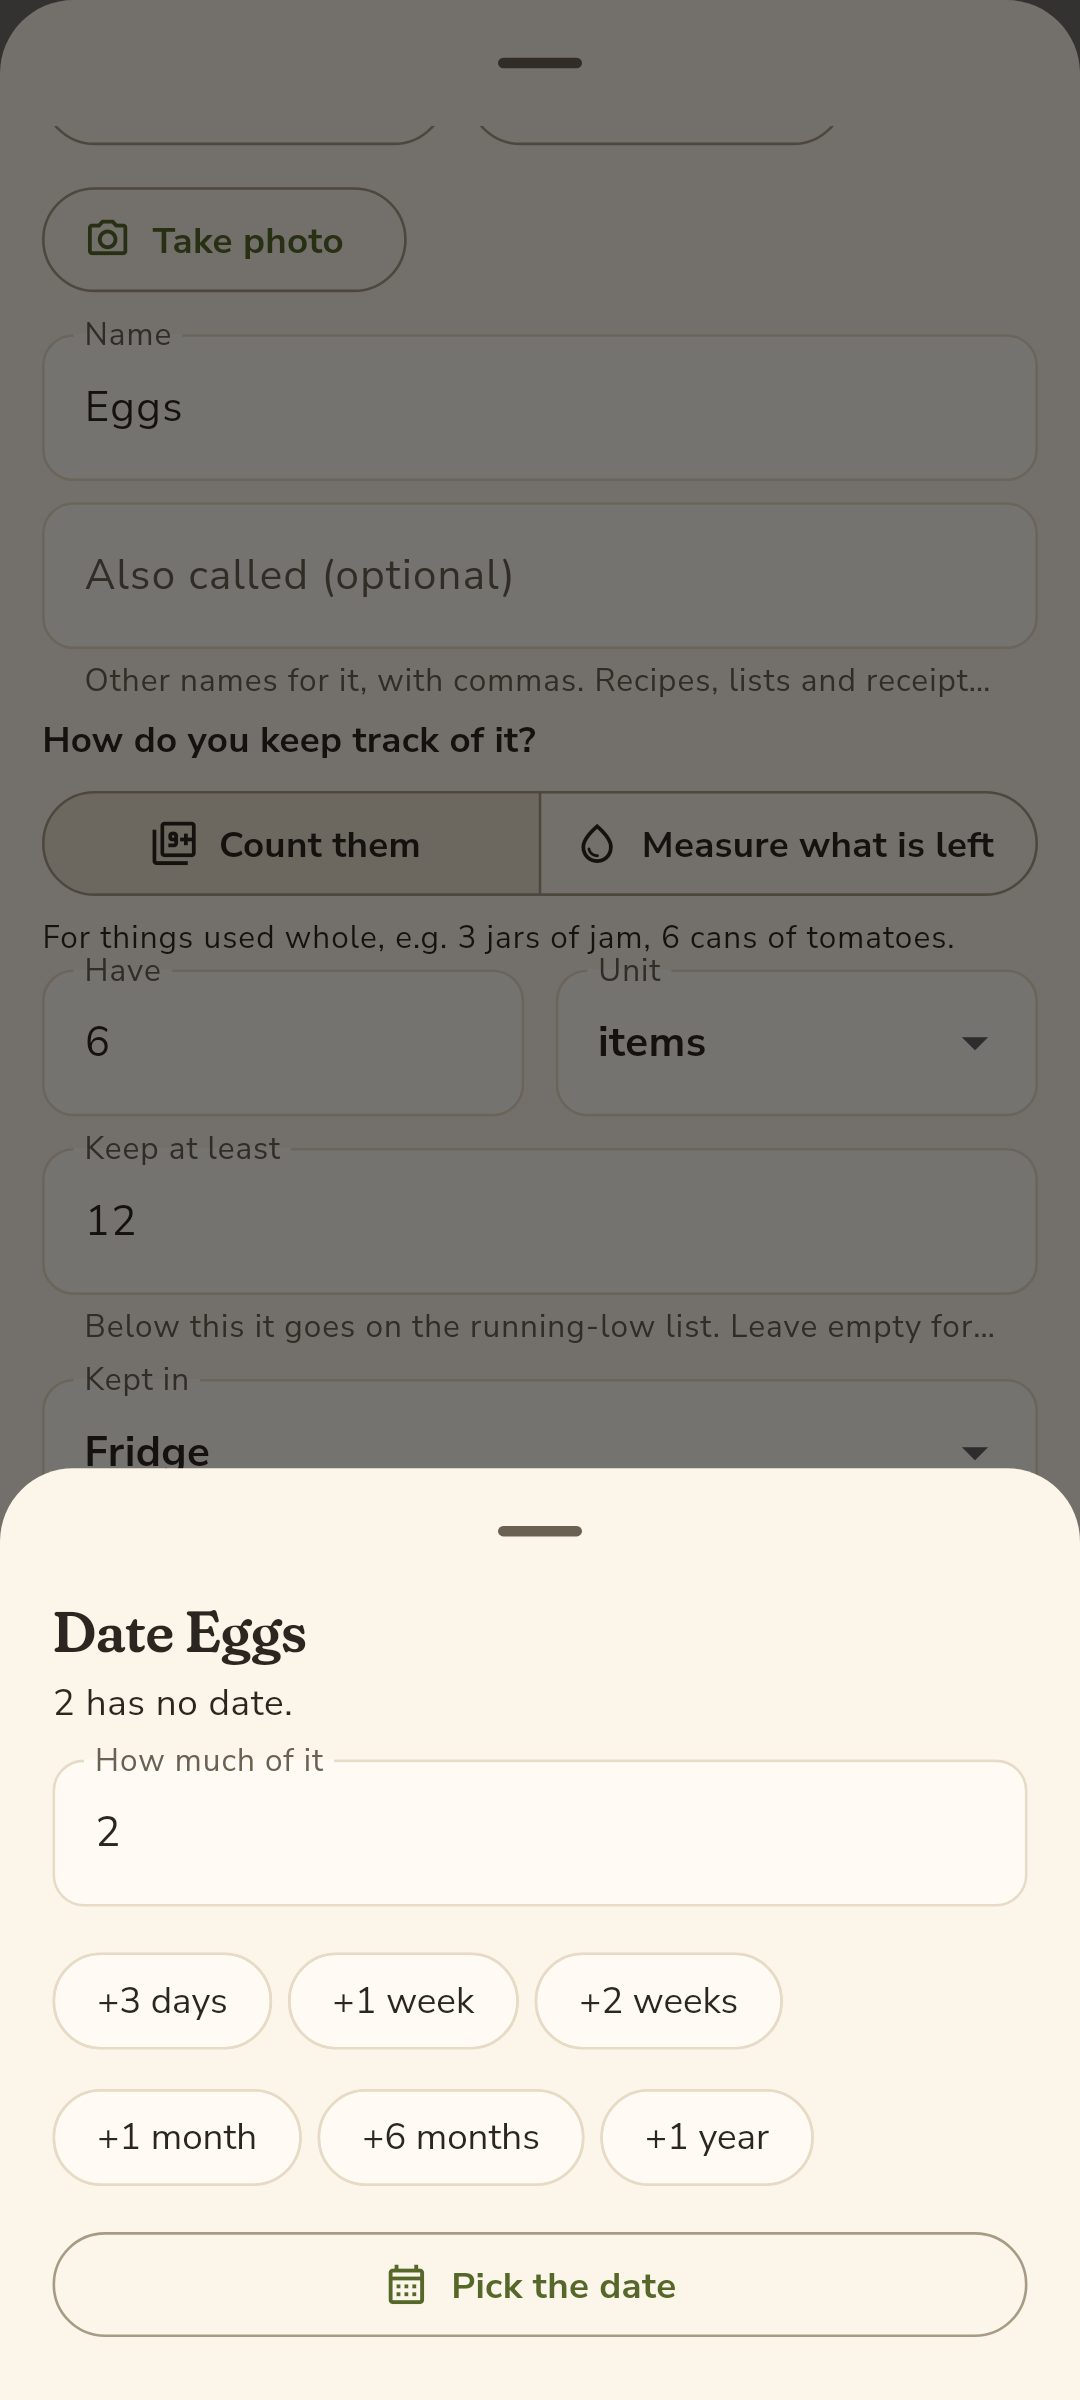 Take photo
Name
Eggs
Also called (optional)
Other names for it, with commas. Recipes, lists and receipt...
How do you keep track of it?
9+ Count them
Measure what is left
For things used whole, e.g. 3 jars of jam, 6 cans of tomatoes.
Have
6
Unit
items
Keep at least
12
Below this it goes on the running-low list. Leave empty for...
Kept in
Fridge
Date Eggs
2 has no date.
How much of it
2
+3 days
+1 week
+2 weeks
+1 month
+6 months
+1 year
Pick the date